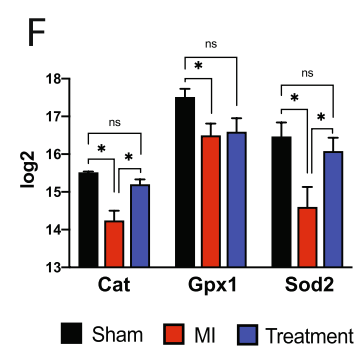 F
ns
*
18
ns
*
17
log2
ns
16
*
*
*
*
15
14
13
Cat Gpx1 Sod2
Sham MI Treatment